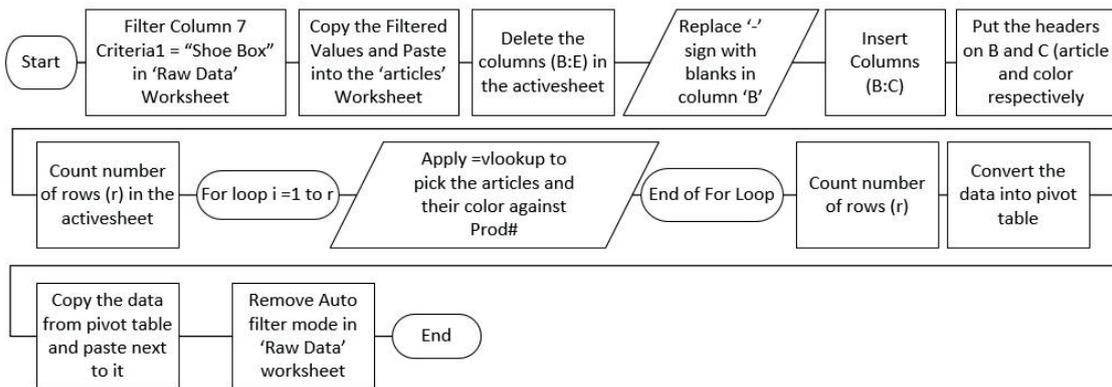 Start
Filter Column 7
Criteria1 = “Shoe Box”
in ‘Raw Data’
Worksheet
Copy the Filtered
Values and Paste
into the ‘articles’
Worksheet
Delete the
columns (B:E) in
the activesheet
Replace ‘-’
sign with
blanks in
column ‘B’
Insert
Columns
(B:C)
Put the headers
on B and C (article
and color
respectively
Count number
of rows (r) in the
activesheet
For loop i =1 to r
Apply =vlookup to
pick the articles and
their color against
Prod#
End of For Loop
Count number
of rows (r)
Convert the
data into pivot
table
Copy the data
from pivot table
and paste next
to it
Remove Auto
filter mode in
‘Raw Data’
worksheet
End